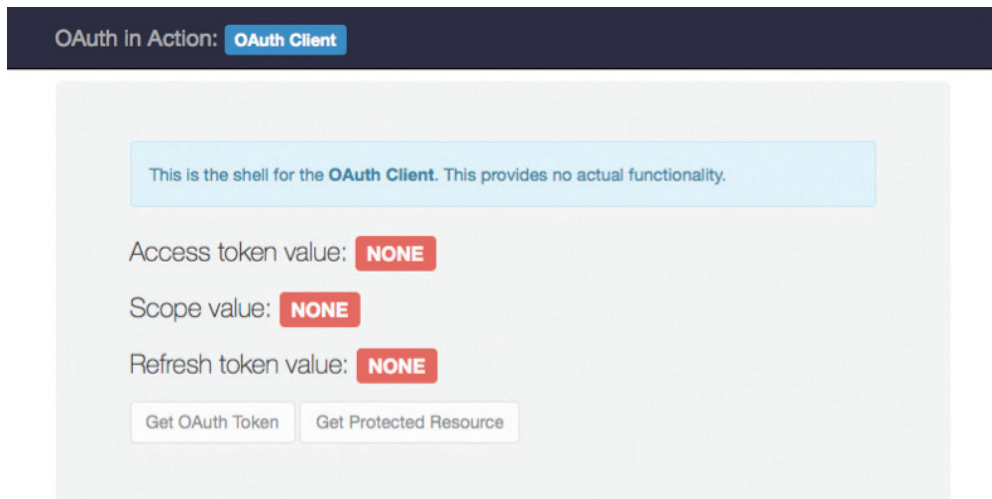 OAuth in Action: OAuth Client
This is the shell for the OAuth Client. This provides no actual functionality.
Access token value: NONE
Scope value: NONE
Refresh token value: NONE
Get OAuth Token Get Protected Resource